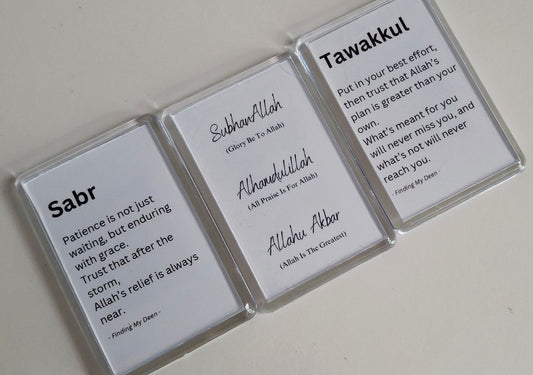 Sabr
Patience is not just
waiting, but enduring
with grace.
Trust that after the
storm,
Allah's relief is always
near.
- Finding My Deen -
SubhanAllah
(Glory Be To Allah)
Alhamdulillah
(All Praise Is For Allah)
Allahu Akbar
(Allah Is The Greatest)
Tawakkul
Put in your best effort,
then trust that Allah's
plan is greater than your
own.
What's meant for you
will never miss you, and
what's not will never
reach you.
- Finding My Deen -